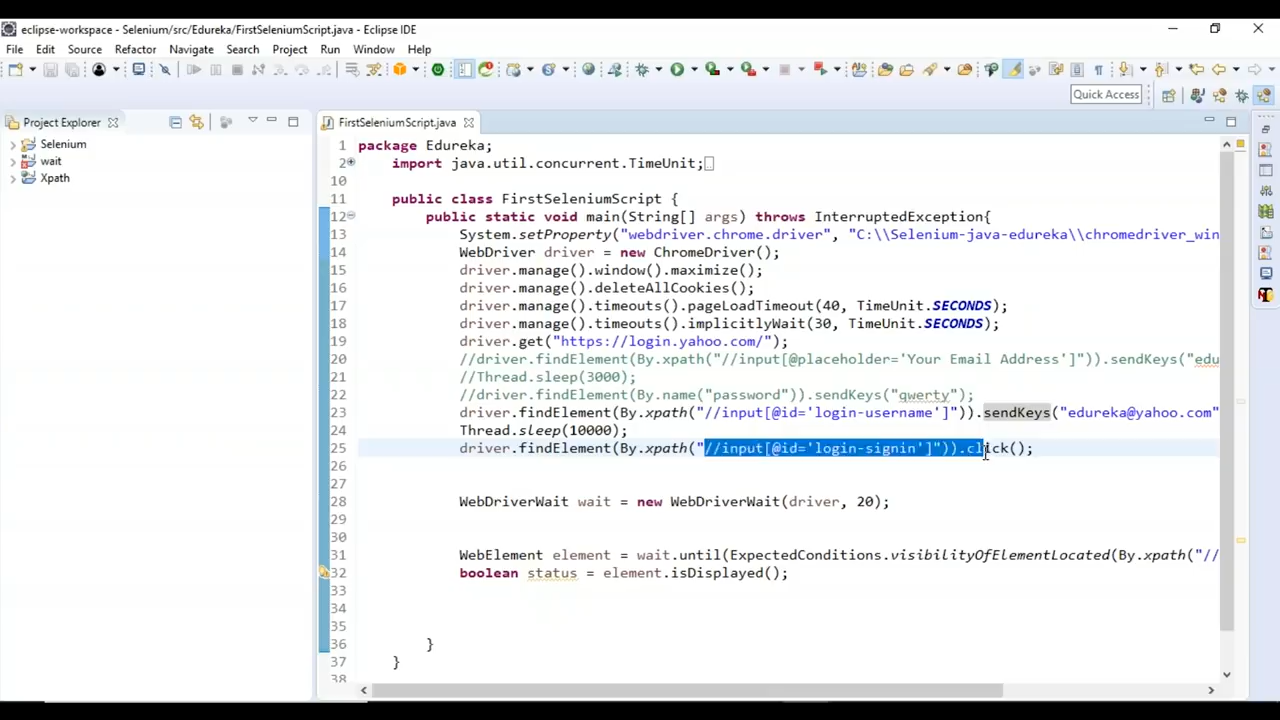 eclipse-workspace - Selenium/src/Edureka/FirstSeleniumScript.java - Eclipse IDE
File Edit Source Refactor Navigate Search Project Run Window Help
Quick Access
Project Explorer
FirstSeleniumScript.java
Selenium
wait
Xpath
1 package Edureka;
2 import java.util.concurrent.TimeUnit;
10
11 public class FirstSeleniumScript {
12 public static void main(String[] args) throws InterruptedException{
13 System.setProperty("webdriver.chrome.driver", "C:\\Selenium-java-edureka\\chromedriver_win
14 WebDriver driver = new ChromeDriver();
15 driver.manage().window().maximize();
16 driver.manage().deleteAllCookies();
17 driver.manage().timeouts().pageLoadTimeout(40, TimeUnit.SECONDS);
18 driver.manage().timeouts().implicitlyWait(30, TimeUnit.SECONDS);
19 driver.get("https://login.yahoo.com/");
20 //driver.findElement(By.xpath("//input[@placeholder='Your Email Address']")).sendKeys("edu
21 //Thread.sleep(3000);
22 //driver.findElement(By.name("password")).sendKeys("qwerty");
23 driver.findElement(By.xpath("//input[@id='login-username']")).sendKeys("edureka@yahoo.com"
24 Thread.sleep(10000);
25 driver.findElement(By.xpath("//input[@id='login-signin']")).click();
26
27
28 WebDriverWait wait = new WebDriverWait(driver, 20);
29
30
31 WebElement element = wait.until(ExpectedConditions.visibilityOfElementLocated(By.xpath("//
32 boolean status = element.isDisplayed();
33
34
35
36 }
37 }
38